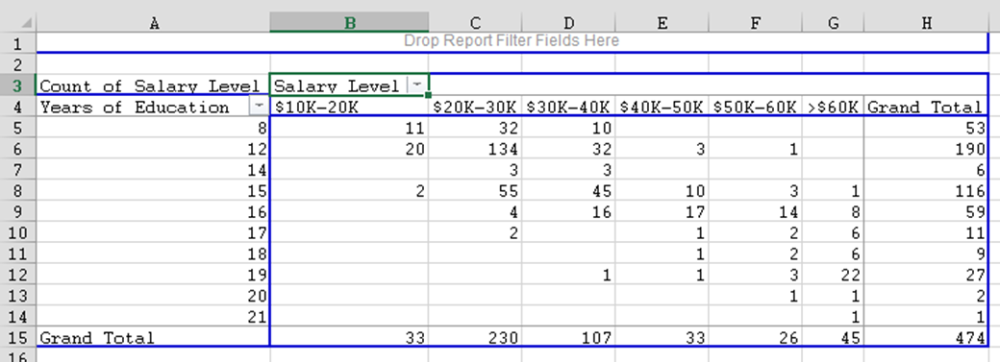 A B C D E F G H
1 Drop Report Filter Fields Here
2
3 Count of Salary Level Salary Level
4 Years of Education $10K-20K $20K-30K $30K-40K $40K-50K $50K-60K >$60K Grand Total
5 8 11 32 10 53
6 12 20 134 32 3 1 190
7 14 3 3 6
8 15 2 55 45 10 3 1 116
9 16 4 16 17 14 8 59
10 17 2 1 2 6 11
11 18 1 2 6 9
12 19 1 1 3 22 27
13 20 1 1 2
14 21 1 1
15 Grand Total 33 230 107 33 26 45 474
16